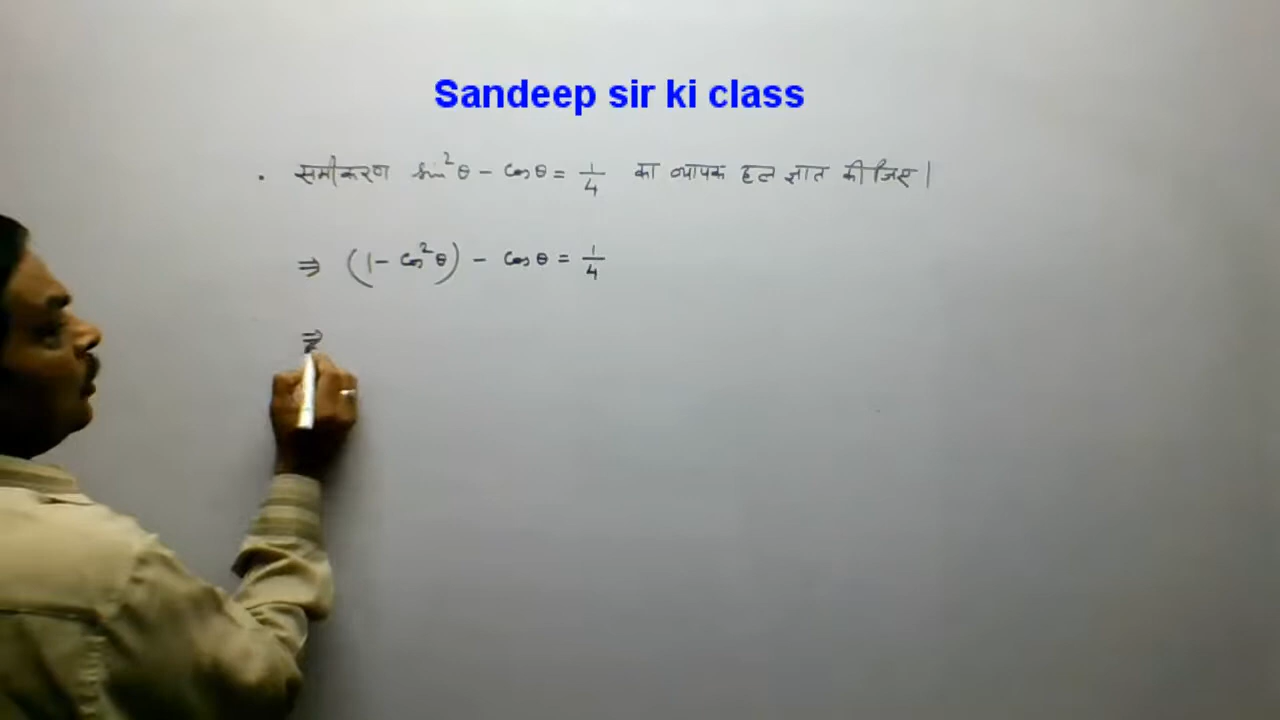 Sandeep sir ki class
. समीकरण sin²θ - cosθ = 1/4 का व्यापक हल ज्ञात कीजिए |
⇒ (1 - cos²θ) - cosθ = 1/4
⇒